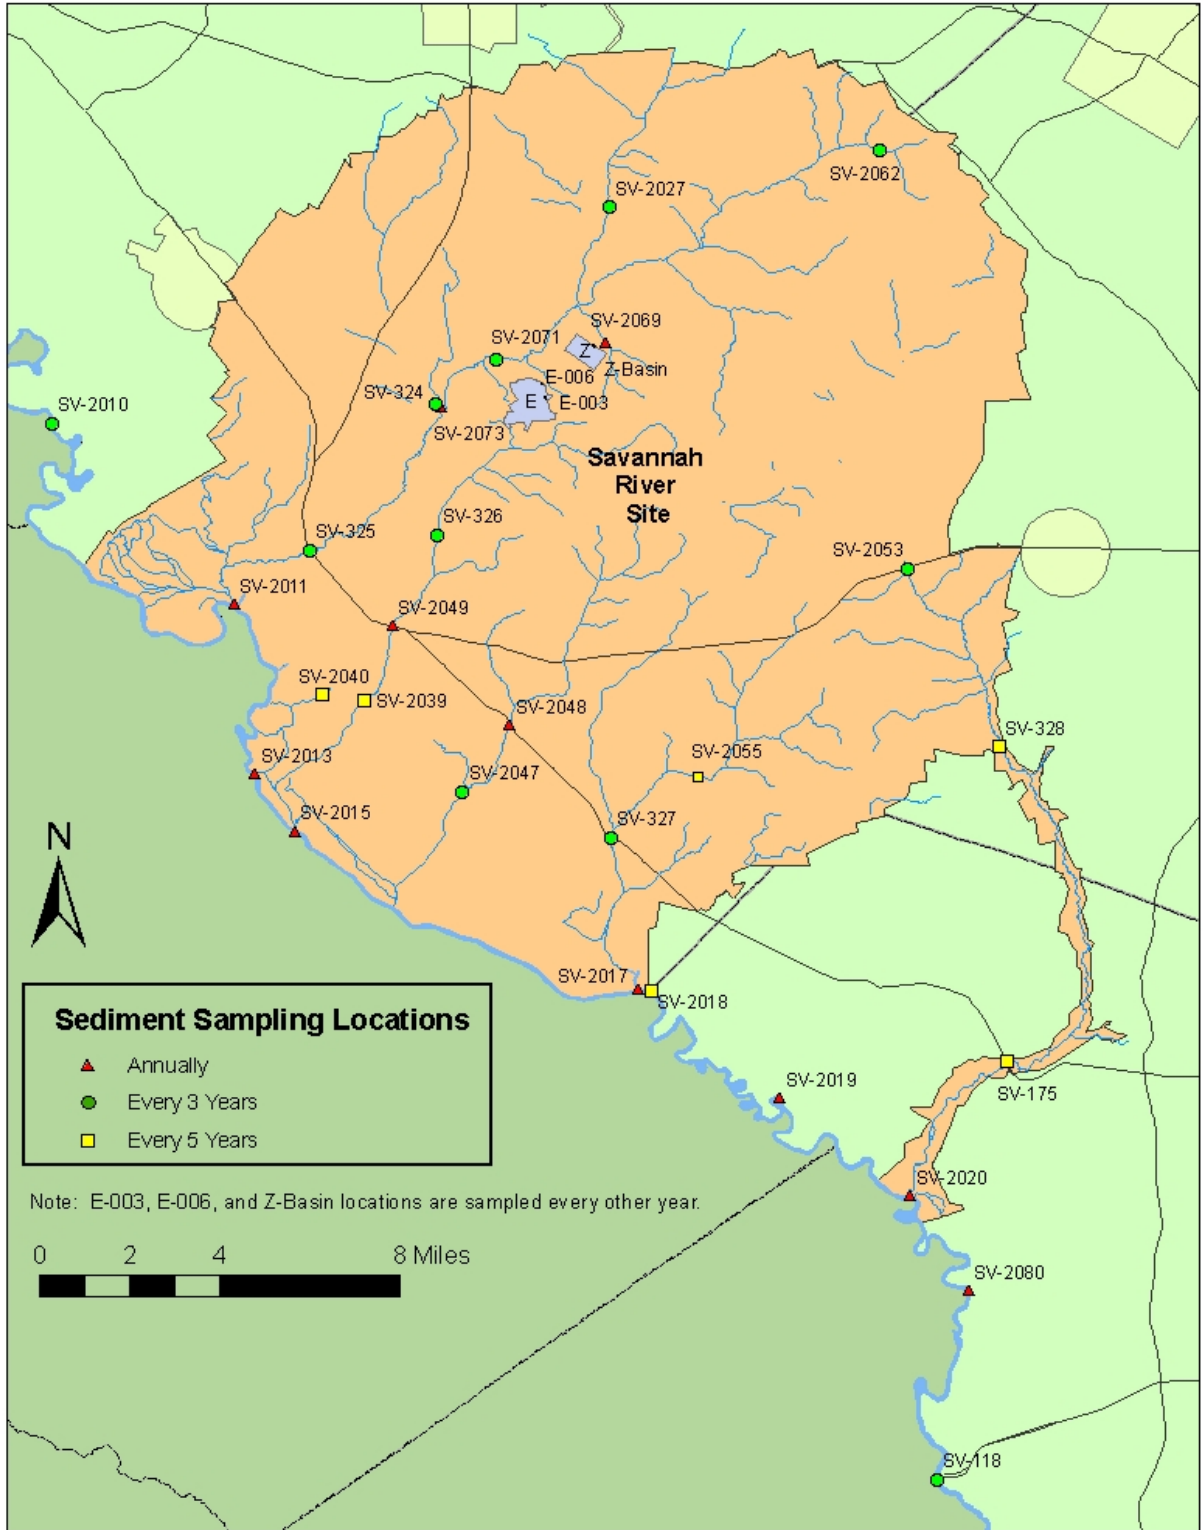 SV-2062
SV-2027
SV-2069
SV-2071
Z
Z-Basin
E-006
SV-324
E
E-003
SV-2010
SV-2073
Savannah
River
Site
SV-326
SV-325
SV-2053
SV-2011
SV-2049
SV-2040
SV-2039
SV-2048
SV-328
SV-2055
SV-2013
SV-2047
SV-2015
SV-327
N
SV-2017
SV-2018
Sediment Sampling Locations
Annually
Every 3 Years
Every 5 Years
SV-2019
SV-175
SV-2020
Note: E-003, E-006, and Z-Basin locations are sampled every other year.
0 2 4 8 Miles
SV-2080
SV-118